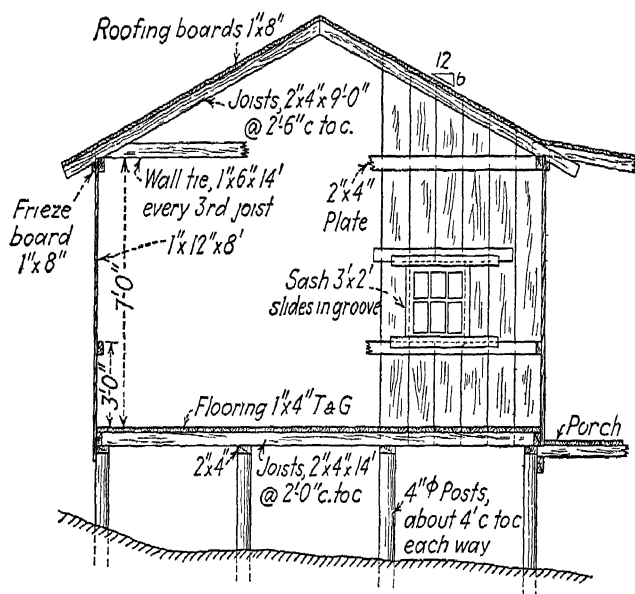 Roofing boards 1"x8"
12
6
Joists, 2"x4"x9'-0"
@ 2'-6" c to c.
Wall tie, 1"x6"x14'
every 3rd joist
2"x4"
Plate
Frieze
board
1"x8"
1"x12"x8'
7'-0"
Sash 3'x2'
slides in groove
3'-0"
Flooring 1"x4" T&G
Porch
2"x4"
Joists, 2"x4"x14'
@ 2'-0" c. to c
4"ϕ Posts,
about 4' c to c
each way